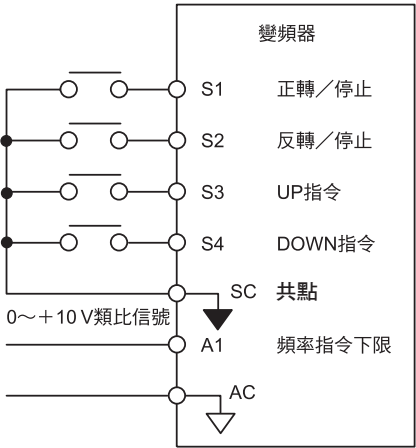 變頻器
S1 正轉／停止
S2 反轉／停止
S3 UP指令
S4 DOWN指令
SC 共點
0～＋10 V類比信號
A1 頻率指令下限
AC